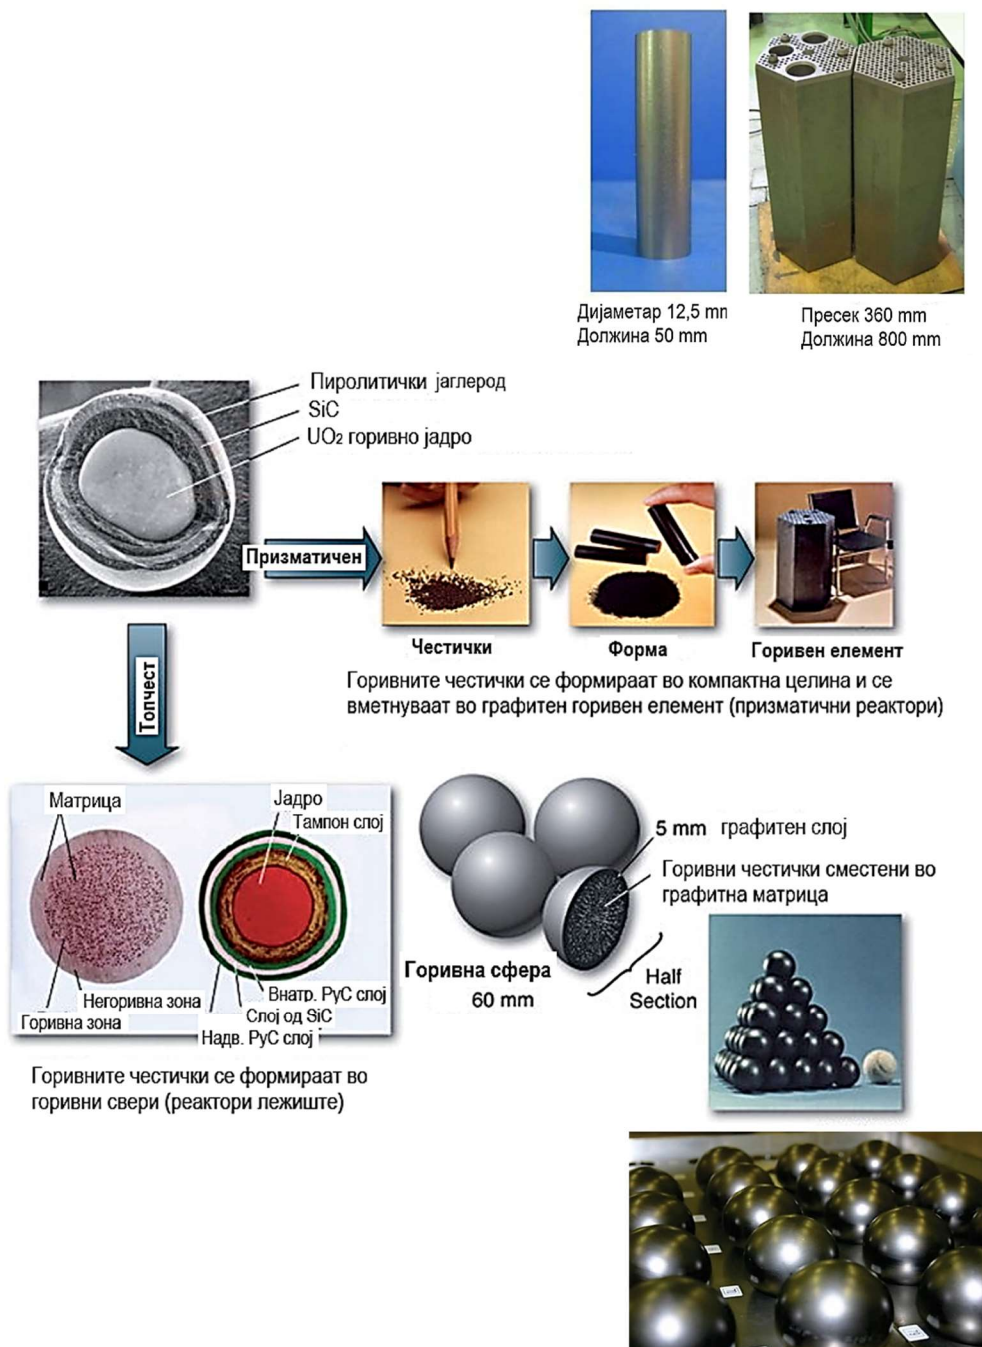 Дијаметар 12,5 mm
Должина 50 mm
Пресек 360 mm
Должина 800 mm
Пиролитички јаглерод
SiC
UO₂ горивно јадро
Призматичен
Честички
Форма
Горивен елемент
Горивните честички се формираат во компактна целина и се
вметнуваат во графитен горивен елемент (призматични реактори)
Топчест
Матрица
Јадро
Тампон слој
Негоривна зона
Горивна зона
Внатр. PyC слој
Слој од SiC
Надв. PyC слој
Горивните честички се формираат во
горивни свери (реактори лежиште)
5 mm графитен слој
Горивни честички сместени во
графитна матрица
Горивна сфера
60 mm
Half
Section